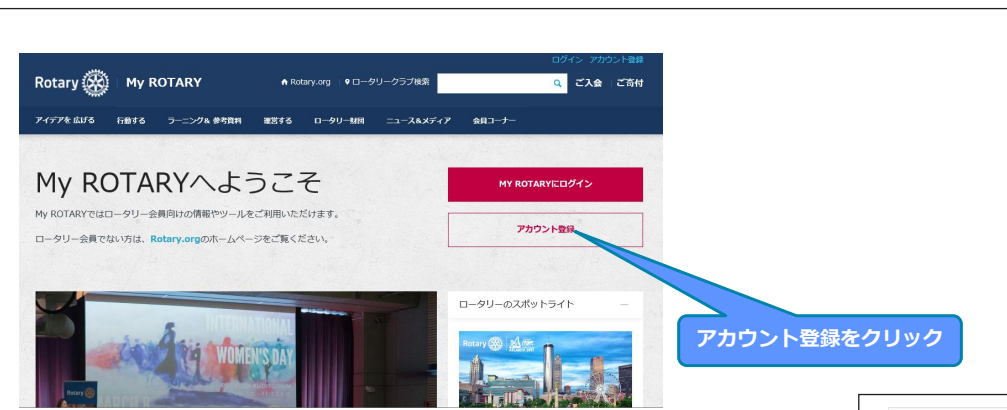 ログイン アカウント登録
Rotary My ROTARY Rotary.org ロータリークラブ検索 ご入会 ご寄付
アイデアを 広げる 行動する ラーニング& 参考資料 運営する ロータリー財団 ニュース&メディア 会員コーナー
My ROTARYへようこそ
MY ROTARYにログイン
My ROTARYではロータリー会員向けの情報やツールをご利用いただけます。
アカウント登録
ロータリー会員でない方は、Rotary.orgのホームページをご覧ください。
ロータリーのスポットライト
アカウント登録をクリック
INTERNATIONAL
WOMEN'S DAY
MARCH 8
Rotary
Rotary